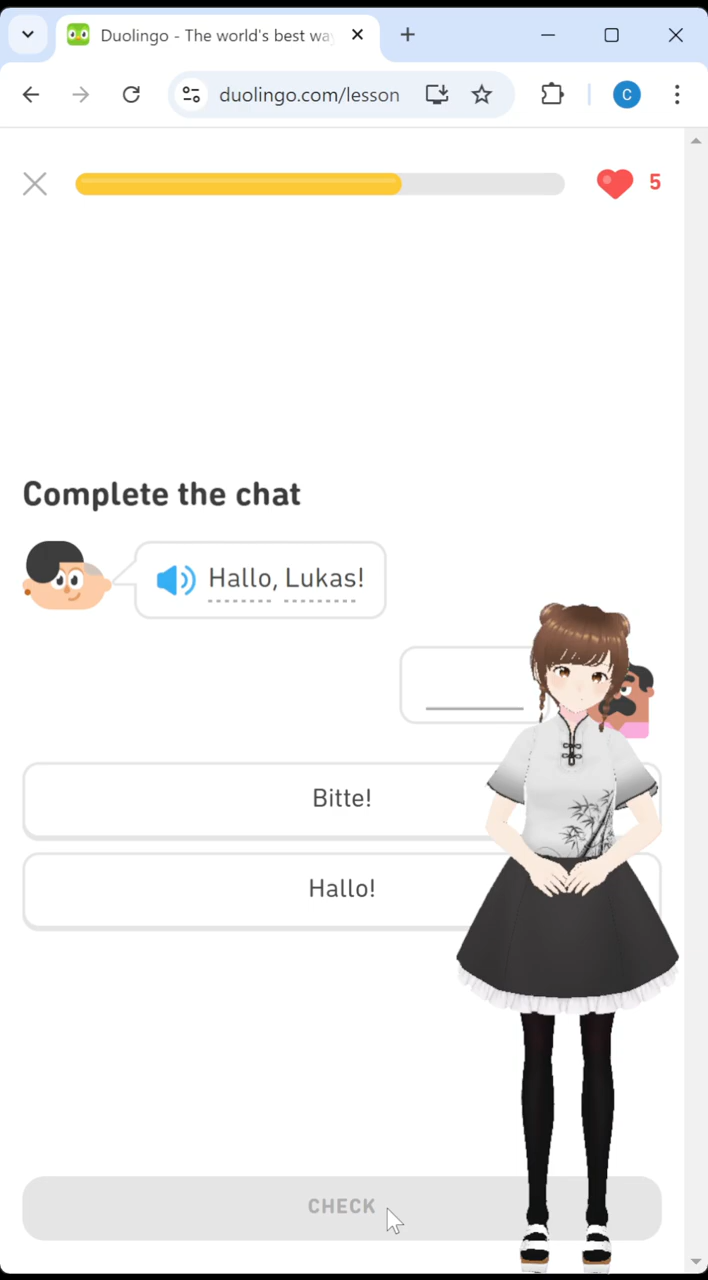 Duolingo - The world's best wa
duolingo.com/lesson
C
5
Complete the chat
Hallo, Lukas!
Bitte!
Hallo!
CHECK